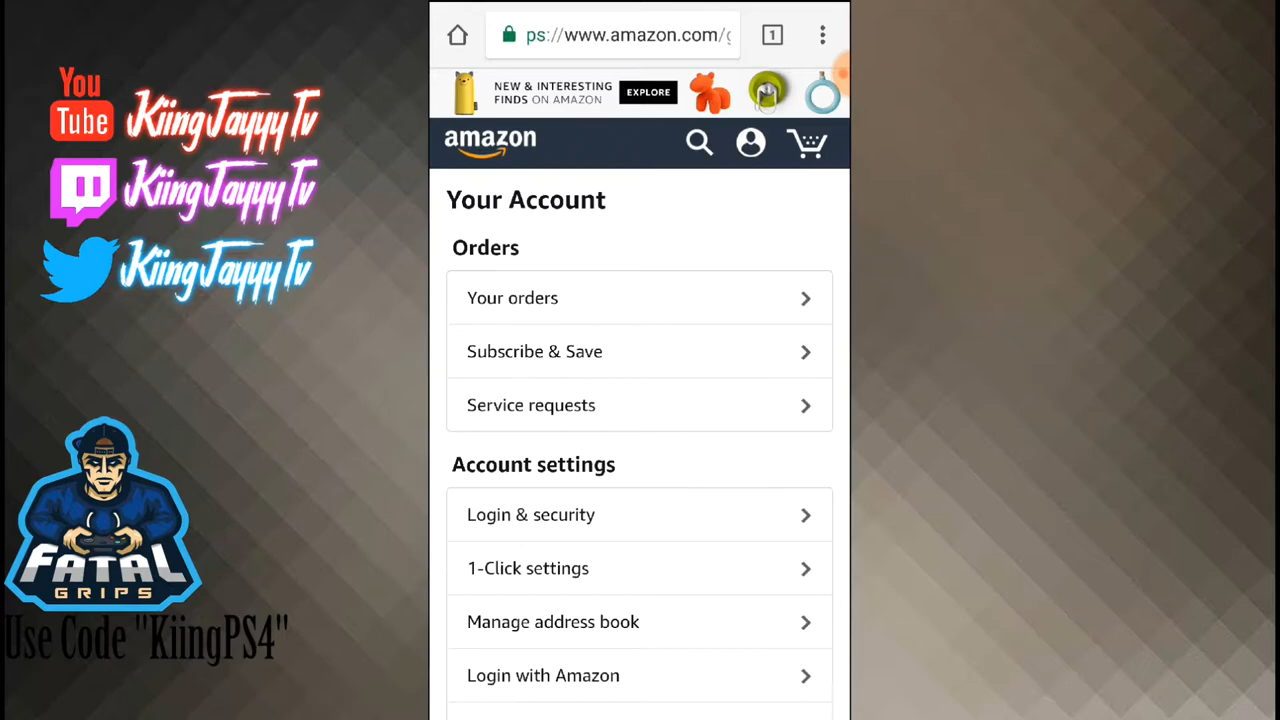 You
Tube
KiingJayyyTv
KiingJayyyTv
KiingJayyyTv
FATAL
GRIPS
Use Code "KiingPS4"
ps://www.amazon.com/g
1
NEW & INTERESTING
FINDS ON AMAZON
EXPLORE
amazon
Your Account
Orders
Your orders
Subscribe & Save
Service requests
Account settings
Login & security
1-Click settings
Manage address book
Login with Amazon